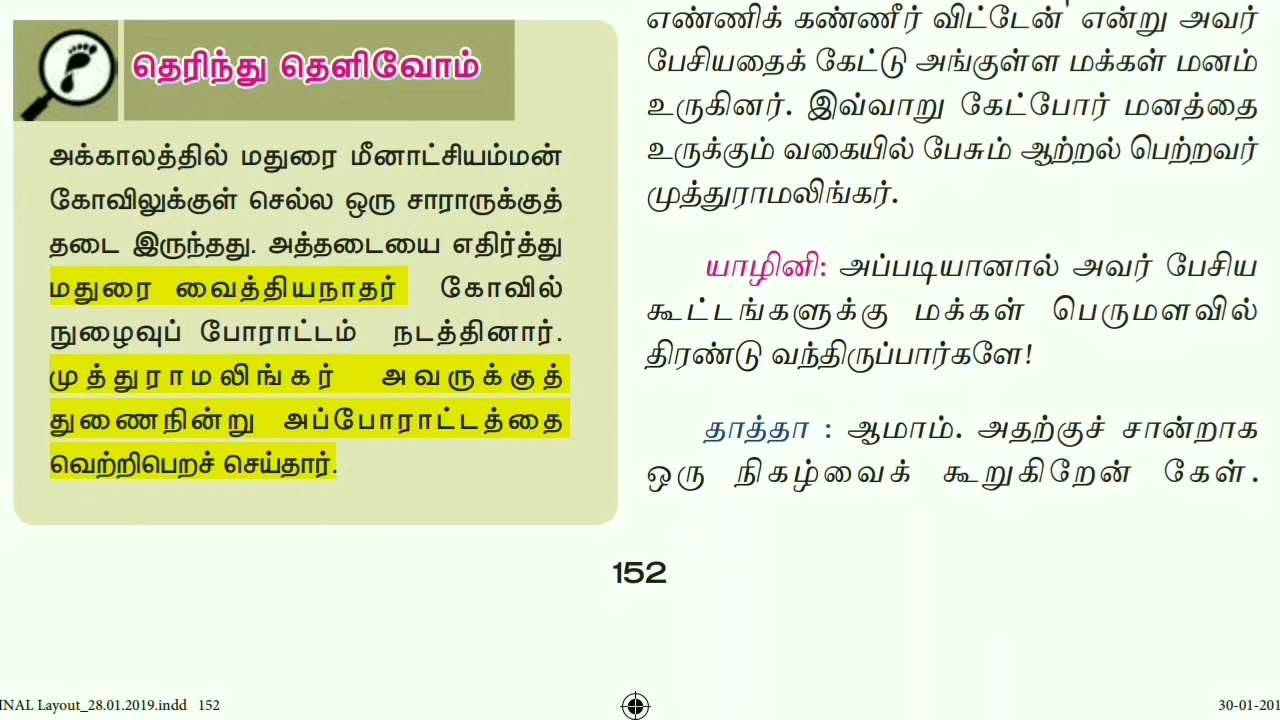 தெரிந்து தெளிவோம்
அக்காலத்தில் மதுரை மீனாட்சியம்மன்
கோவிலுக்குள் செல்ல ஒரு சாராருக்குத்
தடை இருந்தது. அத்தடையை எதிர்த்து
மதுரை வைத்தியநாதர் கோவில்
நுழைவுப் போராட்டம் நடத்தினார்.
முத்துராமலிங்கர் அவருக்குத்
துணைநின்று அப்போராட்டத்தை
வெற்றிபெறச் செய்தார்.
எண்ணிக் கண்ணீர் விட்டேன்' என்று அவர்
பேசியதைக் கேட்டு அங்குள்ள மக்கள் மனம்
உருகினர். இவ்வாறு கேட்போர் மனத்தை
உருக்கும் வகையில் பேசும் ஆற்றல் பெற்றவர்
முத்துராமலிங்கர்.
யாழினி: அப்படியானால் அவர் பேசிய
கூட்டங்களுக்கு மக்கள் பெருமளவில்
திரண்டு வந்திருப்பார்களே!
தாத்தா : ஆமாம். அதற்குச் சான்றாக
ஒரு நிகழ்வைக் கூறுகிறேன் கேள்.
152
INAL Layout_28.01.2019.indd 152
30-01-201